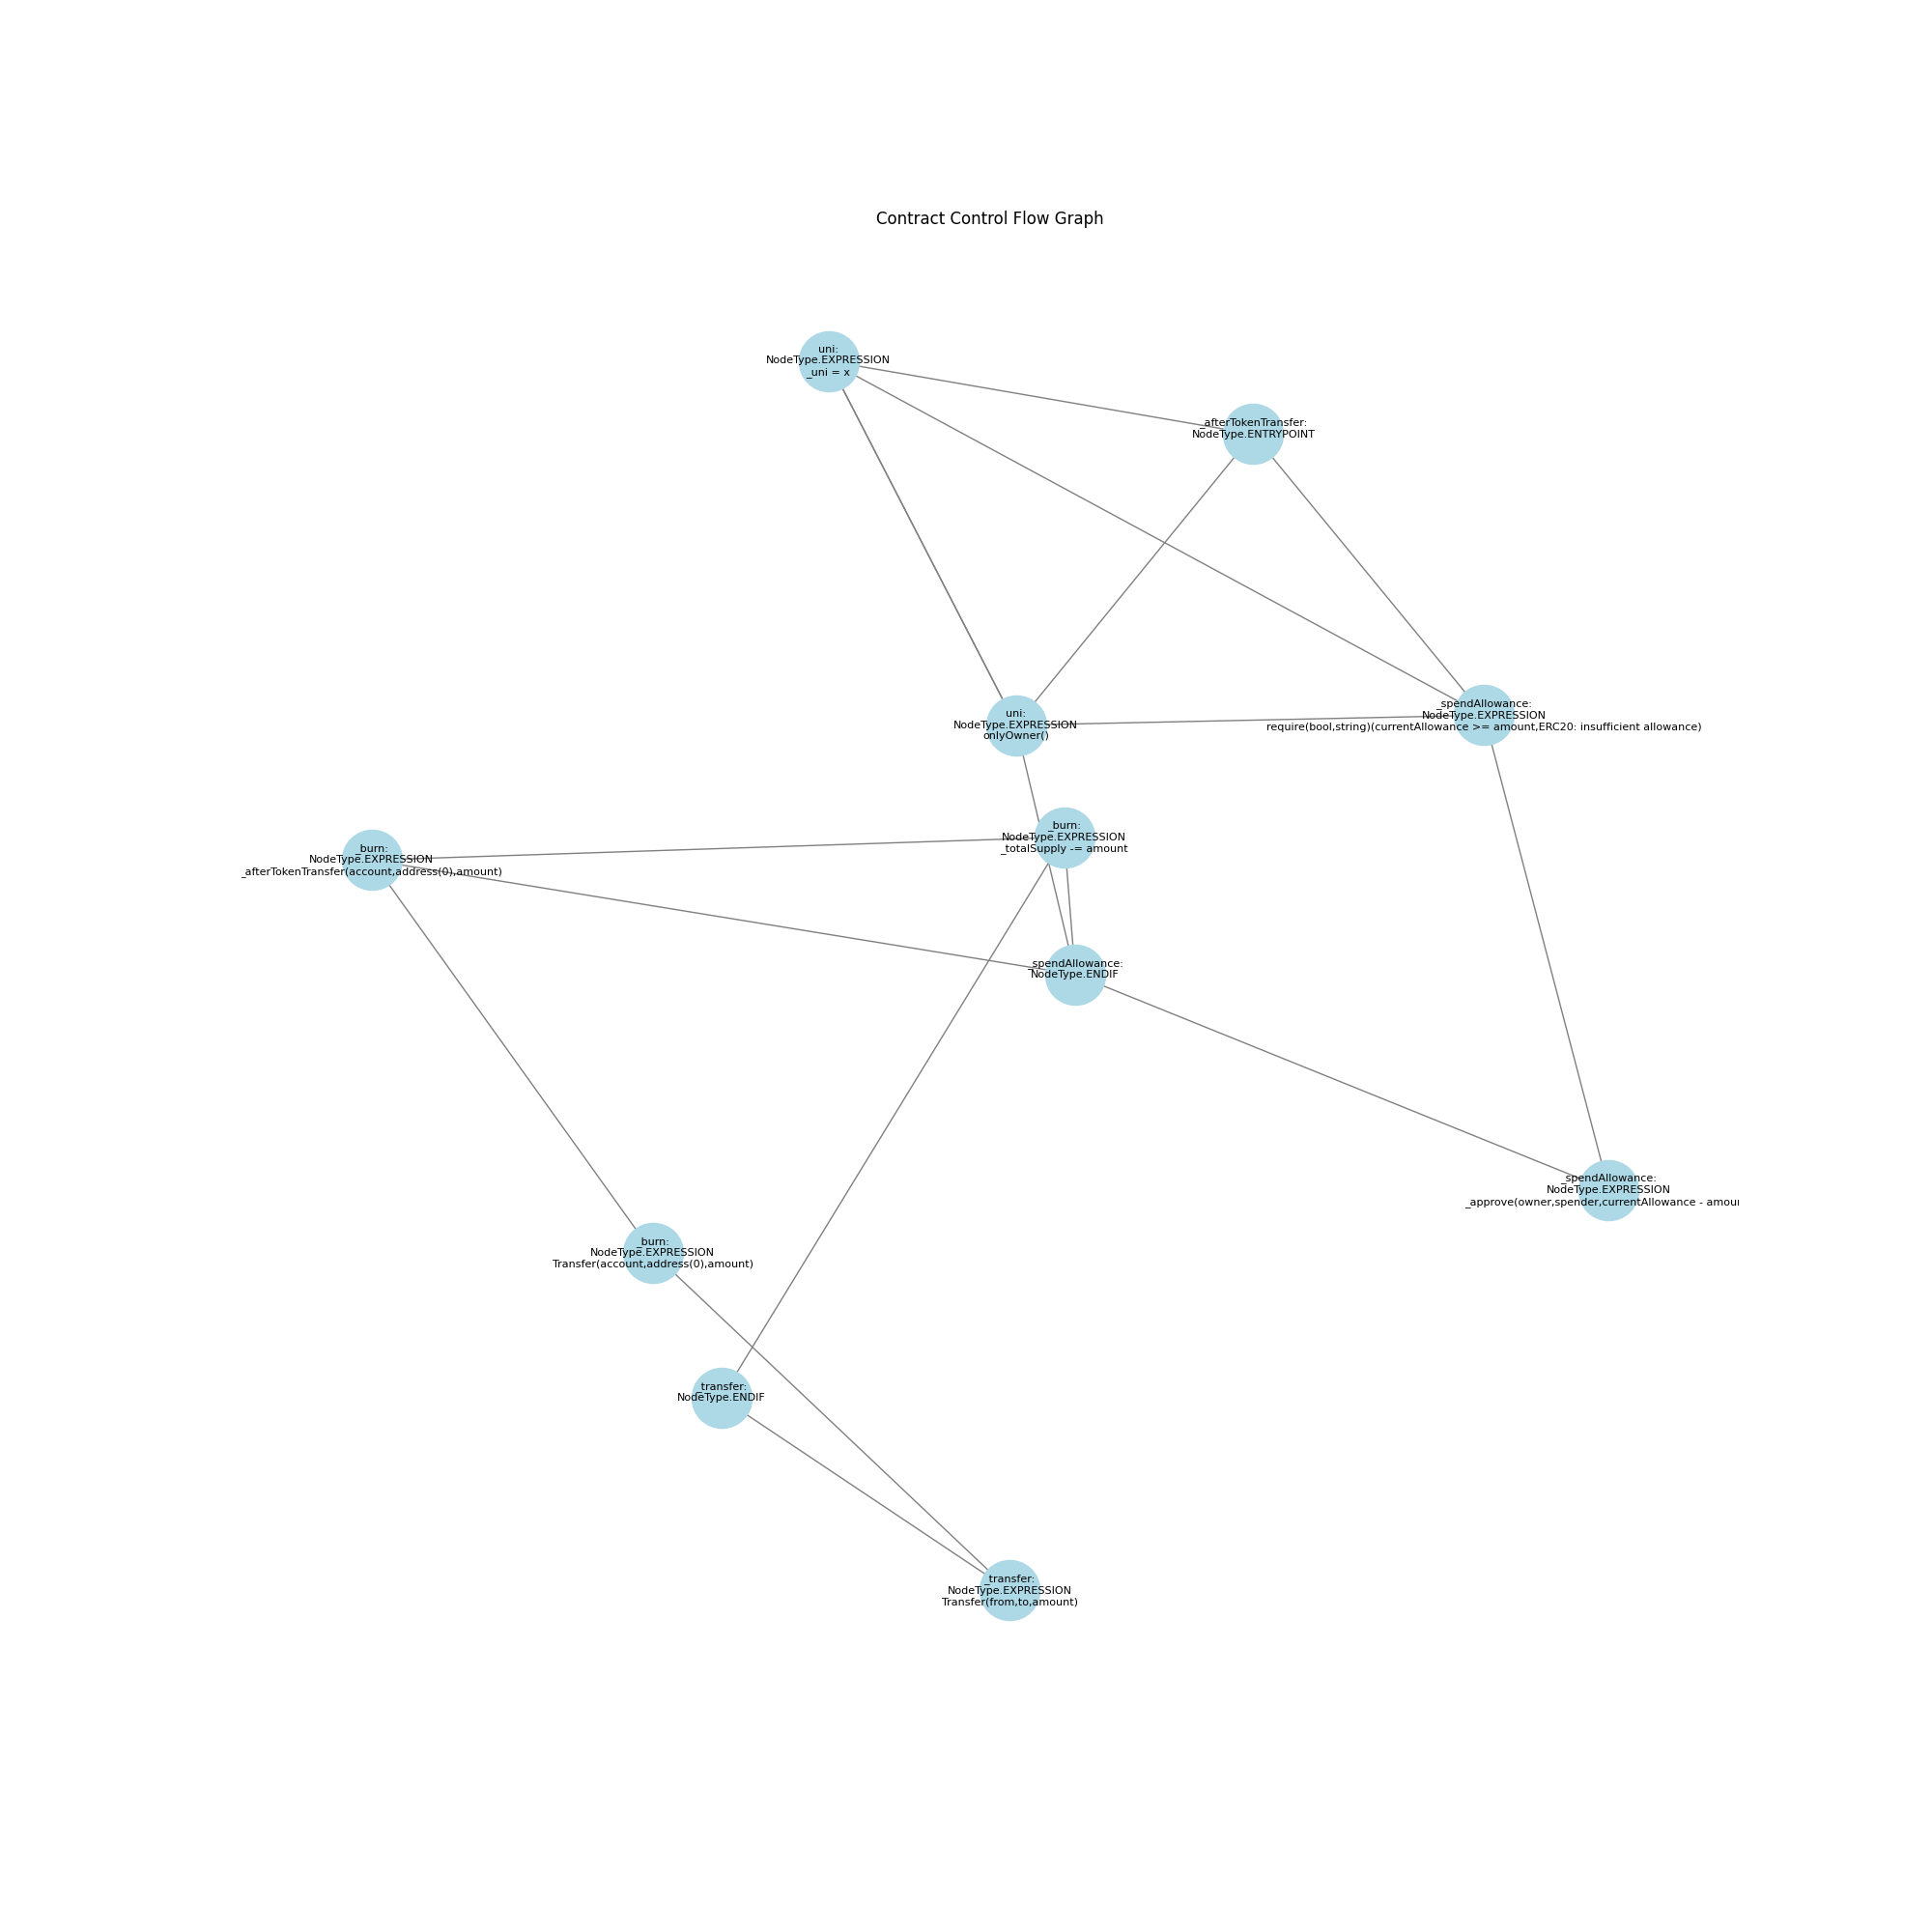 Contract Control Flow Graph
uni:
NodeType.EXPRESSION
_uni = x
_afterTokenTransfer:
NodeType.ENTRYPOINT
_spendAllowance:
NodeType.EXPRESSION
require(bool,string)(currentAllowance >= amount,ERC20: insufficient allowance)
uni:
NodeType.EXPRESSION
onlyOwner()
_burn:
NodeType.EXPRESSION
_totalSupply -= amount
_burn:
NodeType.EXPRESSION
_afterTokenTransfer(account,address(0),amount)
_spendAllowance:
NodeType.ENDIF
_spendAllowance:
NodeType.EXPRESSION
_approve(owner,spender,currentAllowance - amou
_burn:
NodeType.EXPRESSION
Transfer(account,address(0),amount)
_transfer:
NodeType.ENDIF
_transfer:
NodeType.EXPRESSION
Transfer(from,to,amount)